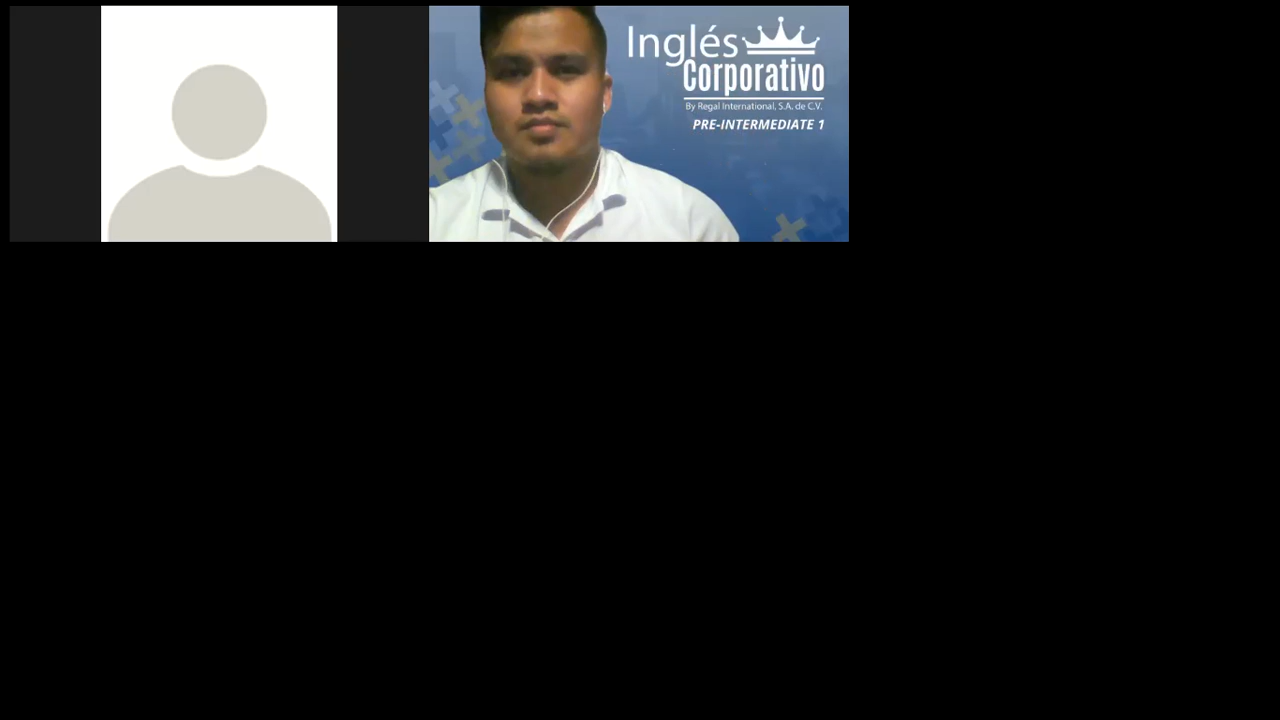 Inglés
Corporativo
By Regal International, S.A. de C.V.
PRE-INTERMEDIATE 1